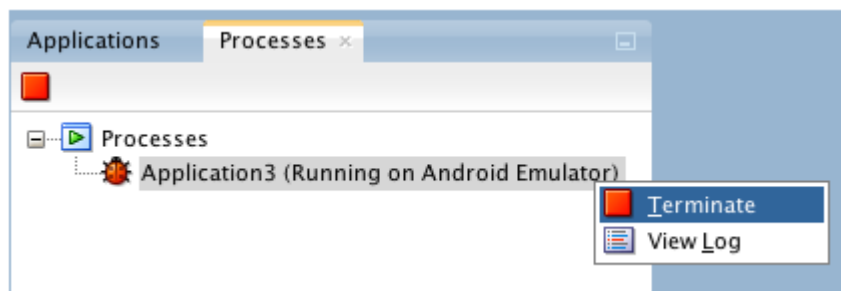 Applications Processes
Processes
Application3 (Running on Android Emulator)
Terminate
View Log